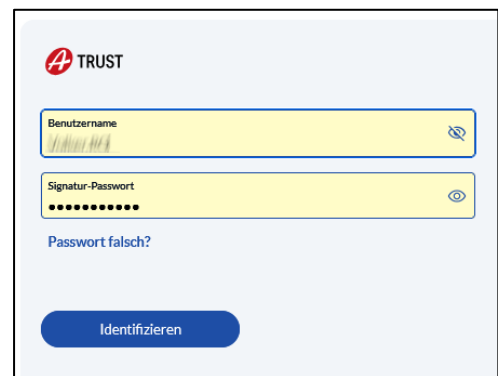 A TRUST
Benutzername
Signatur-Passwort
•••••••••••
Passwort falsch?
Identifizieren